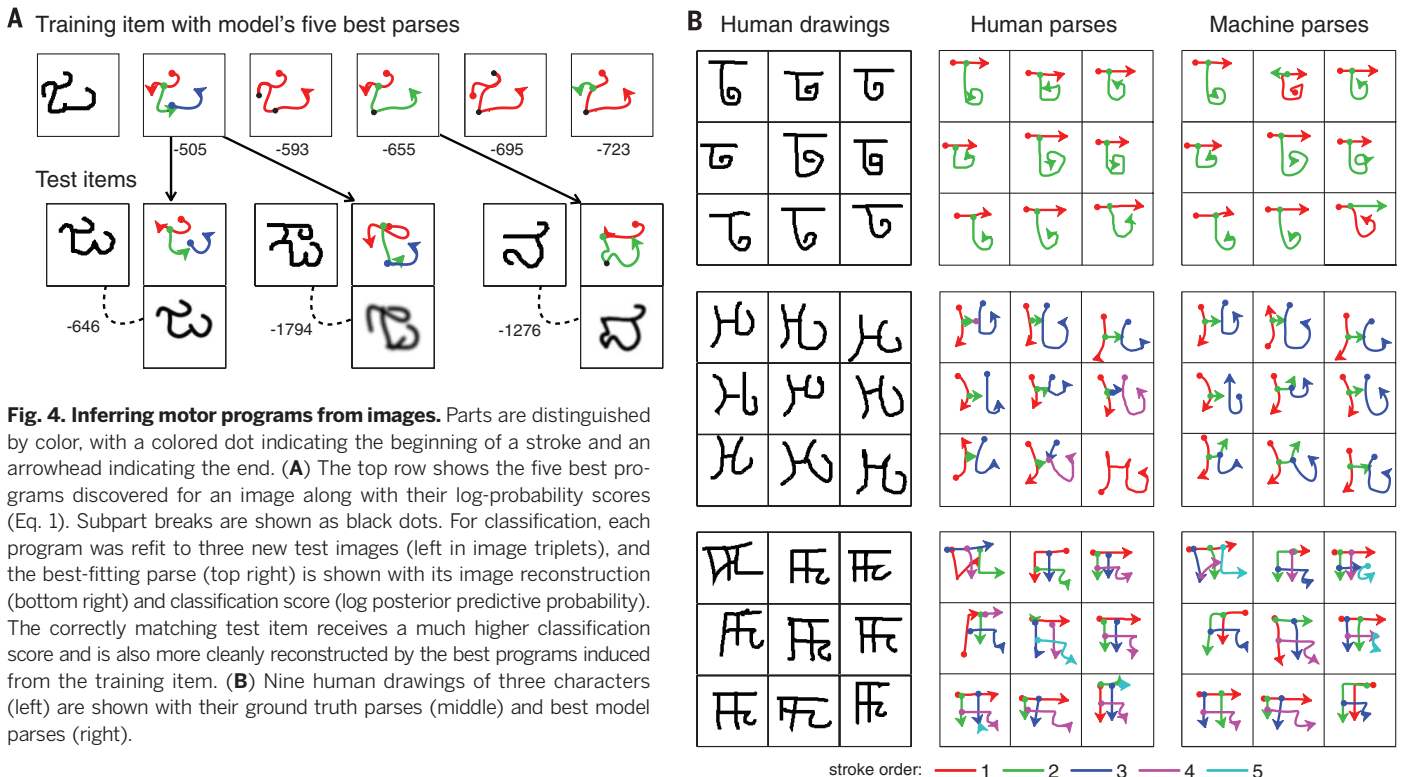 A Training item with model's five best parses
-505 -593 -655 -695 -723
Test items
-646 -1794 -1276
Fig. 4. Inferring motor programs from images. Parts are distinguished
by color, with a colored dot indicating the beginning of a stroke and an
arrowhead indicating the end. (A) The top row shows the five best pro-
grams discovered for an image along with their log-probability scores
(Eq. 1). Subpart breaks are shown as black dots. For classification, each
program was refit to three new test images (left in image triplets), and
the best-fitting parse (top right) is shown with its image reconstruction
(bottom right) and classification score (log posterior predictive probability).
The correctly matching test item receives a much higher classification
score and is also more cleanly reconstructed by the best programs induced
from the training item. (B) Nine human drawings of three characters
(left) are shown with their ground truth parses (middle) and best model
parses (right).
B Human drawings Human parses Machine parses
stroke order: 1 2 3 4 5